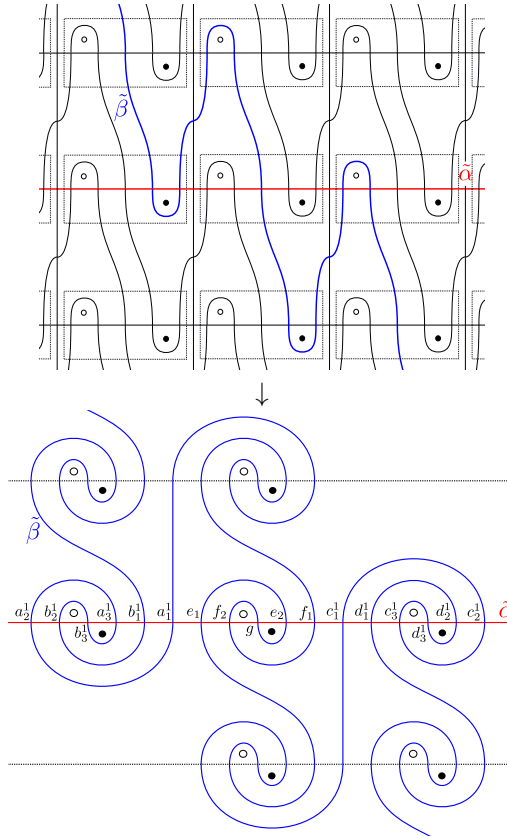 β̃
α̃
β̃
a₂¹ b₂¹ a₃¹ b₁¹ a₁¹ e₁ f₂ e₂ f₁ c₁¹ d₁¹ c₃¹ d₂¹ c₂¹ α̃
b₃¹ g d₃¹